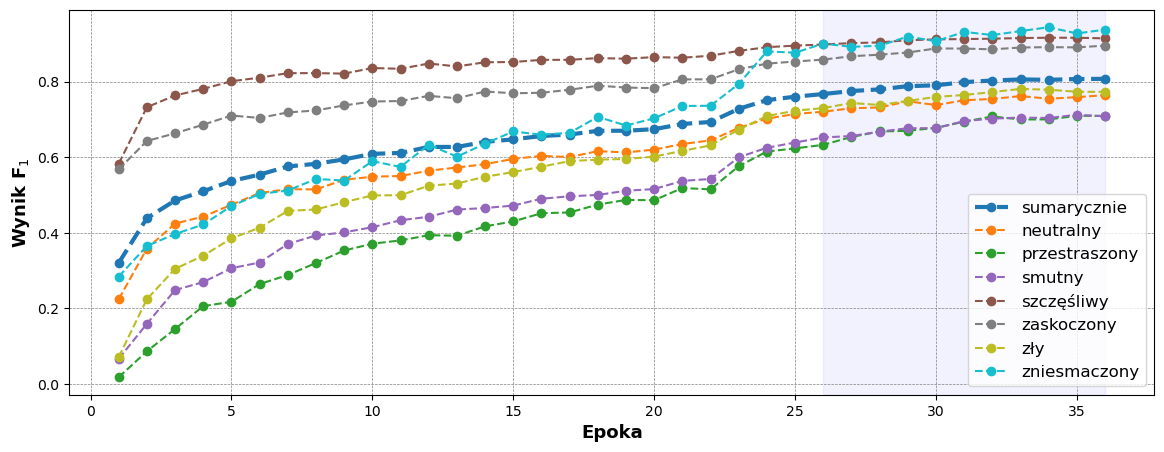 Wynik F₁
0.8
0.6
0.4
0.2
0.0
0 5 10 15 20 25 30 35
Epoka
sumarycznie
neutralny
przestraszony
smutny
szczęśliwy
zaskoczony
zły
zniesmaczony